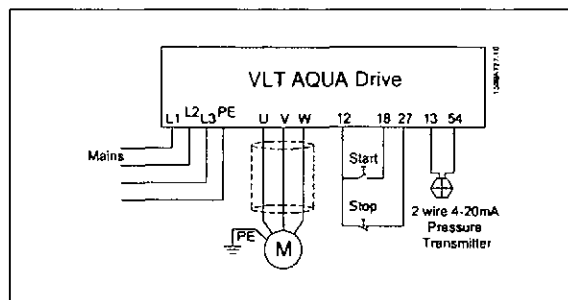 VLT AQUA Drive
L1 L2 L3 PE U V W 12 18 27 13 54
Mains
Start
Stop
PE
M
2 wire 4-20mA
Pressure
Transmitter